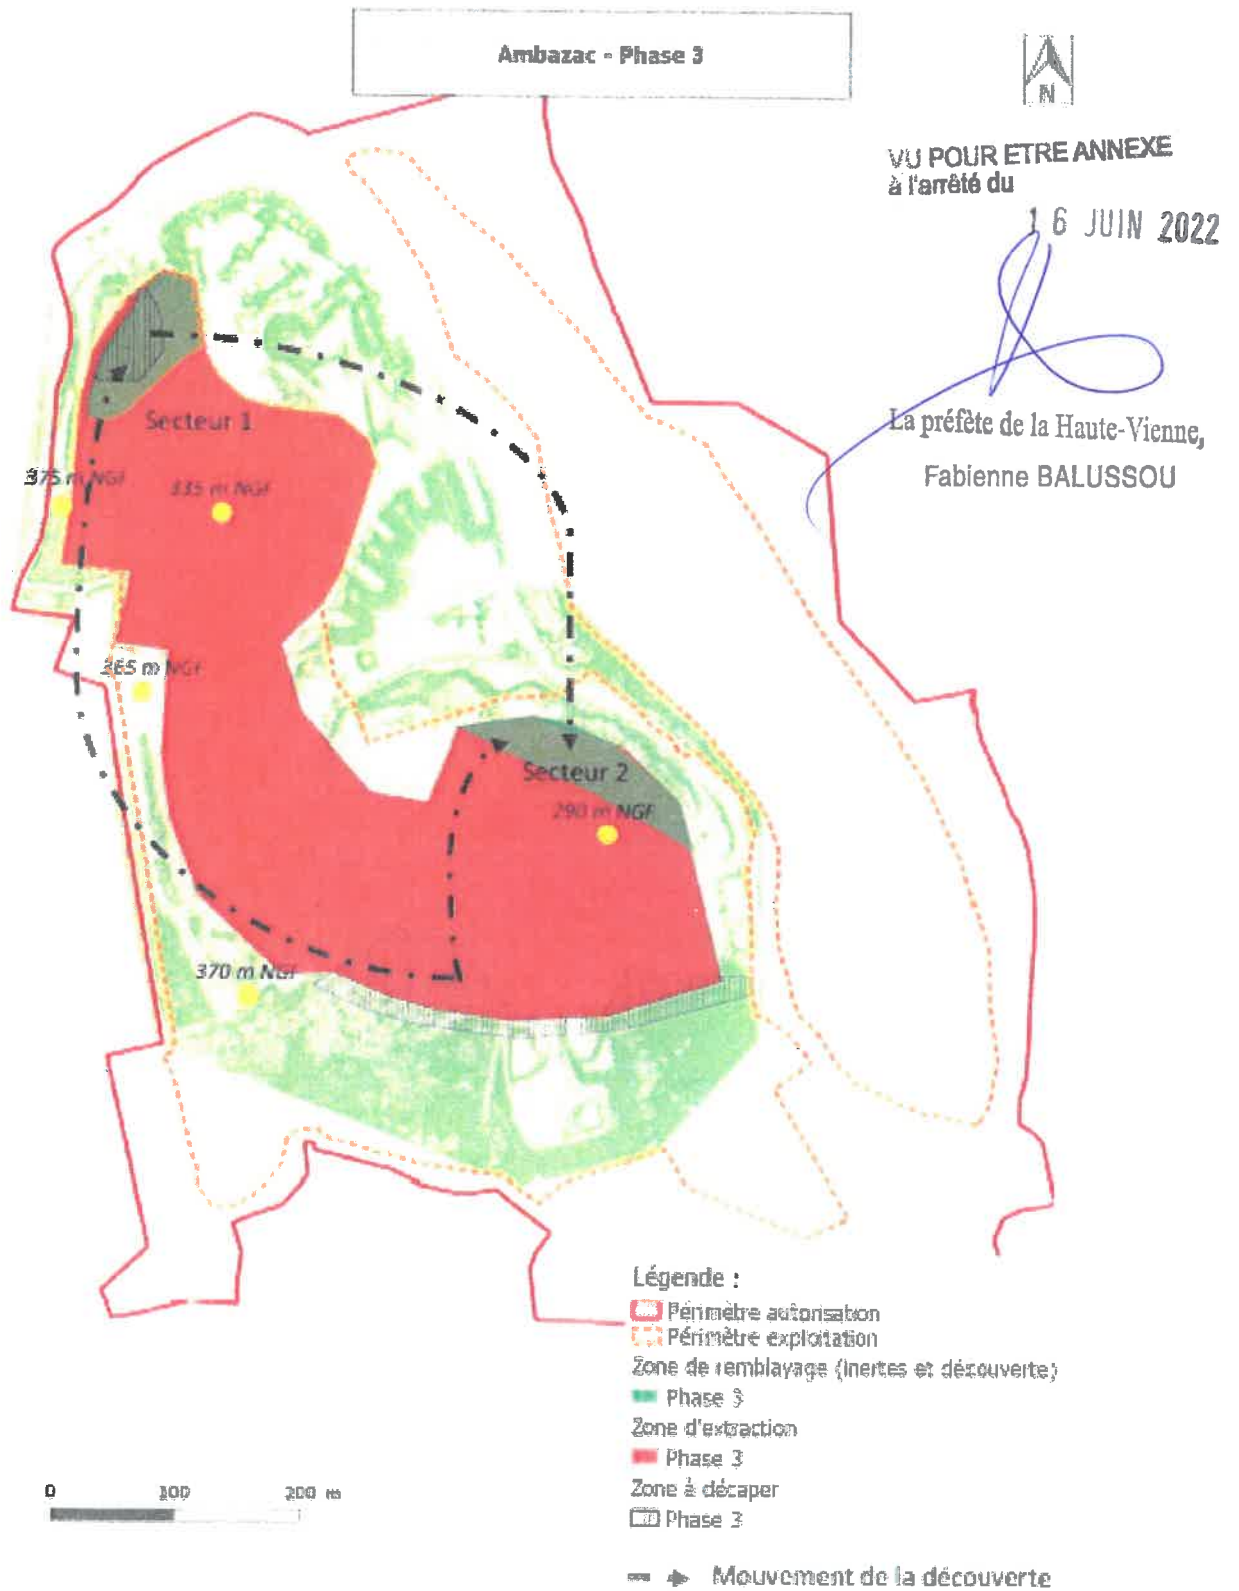 Ambazac - Phase 3
N
VU POUR ETRE ANNEXE
à l'arrêté du
16 JUIN 2022
La préfète de la Haute-Vienne,
Fabienne BALUSSOU
Secteur 1
375 m NGF
335 m NGF
365 m NGF
Secteur 2
290 m NGF
370 m NGF
Légende :
Périmètre autorisation
Périmètre exploitation
Zone de remblayage (inertes et découverte)
Phase 3
Zone d'extraction
Phase 3
Zone à décaper
Phase 3
Mouvement de la découverte
0 100 200 m